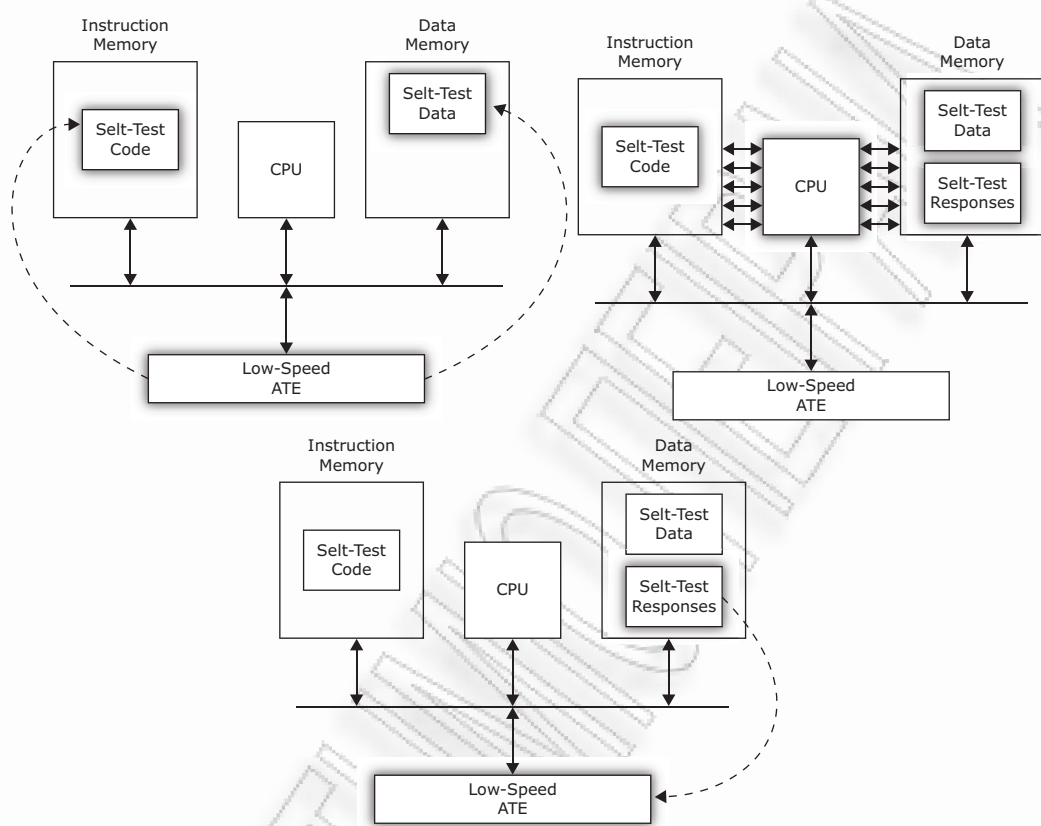 Instruction
Memory
Data
Memory
Selt-Test
Code
Selt-Test
Data
CPU
Low-Speed
ATE
Instruction
Memory
Data
Memory
Selt-Test
Code
CPU
Selt-Test
Data
Selt-Test
Responses
Low-Speed
ATE
Instruction
Memory
Data
Memory
Selt-Test
Code
CPU
Selt-Test
Data
Selt-Test
Responses
Low-Speed
ATE